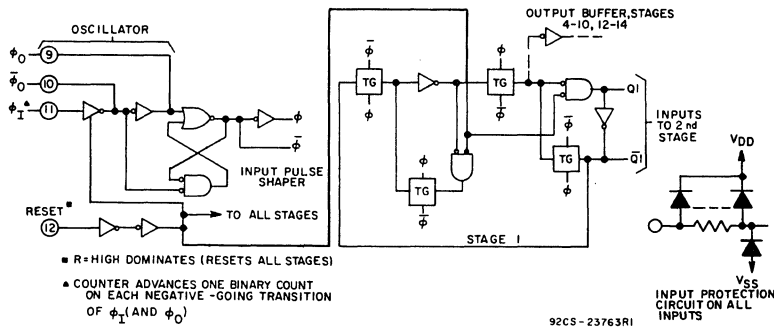 OSCILLATOR
ϕO
9
ϕ̄O
10
ϕI▲
11
ϕ
ϕ̄
INPUT PULSE
SHAPER
RESET■
12
TO ALL STAGES
■ R=HIGH DOMINATES (RESETS ALL STAGES)
▲ COUNTER ADVANCES ONE BINARY COUNT
ON EACH NEGATIVE-GOING TRANSITION
OF ϕI(AND ϕO)
OUTPUT BUFFER, STAGES
4-10, 12-14
ϕ̄
TG
ϕ
ϕ
TG
ϕ̄
ϕ
TG
ϕ̄
ϕ̄
TG
ϕ
Q1
Q̄1
INPUTS
TO 2nd
STAGE
STAGE 1
VDD
VSS
INPUT PROTECTION
CIRCUIT ON ALL
INPUTS
92CS-23763R1